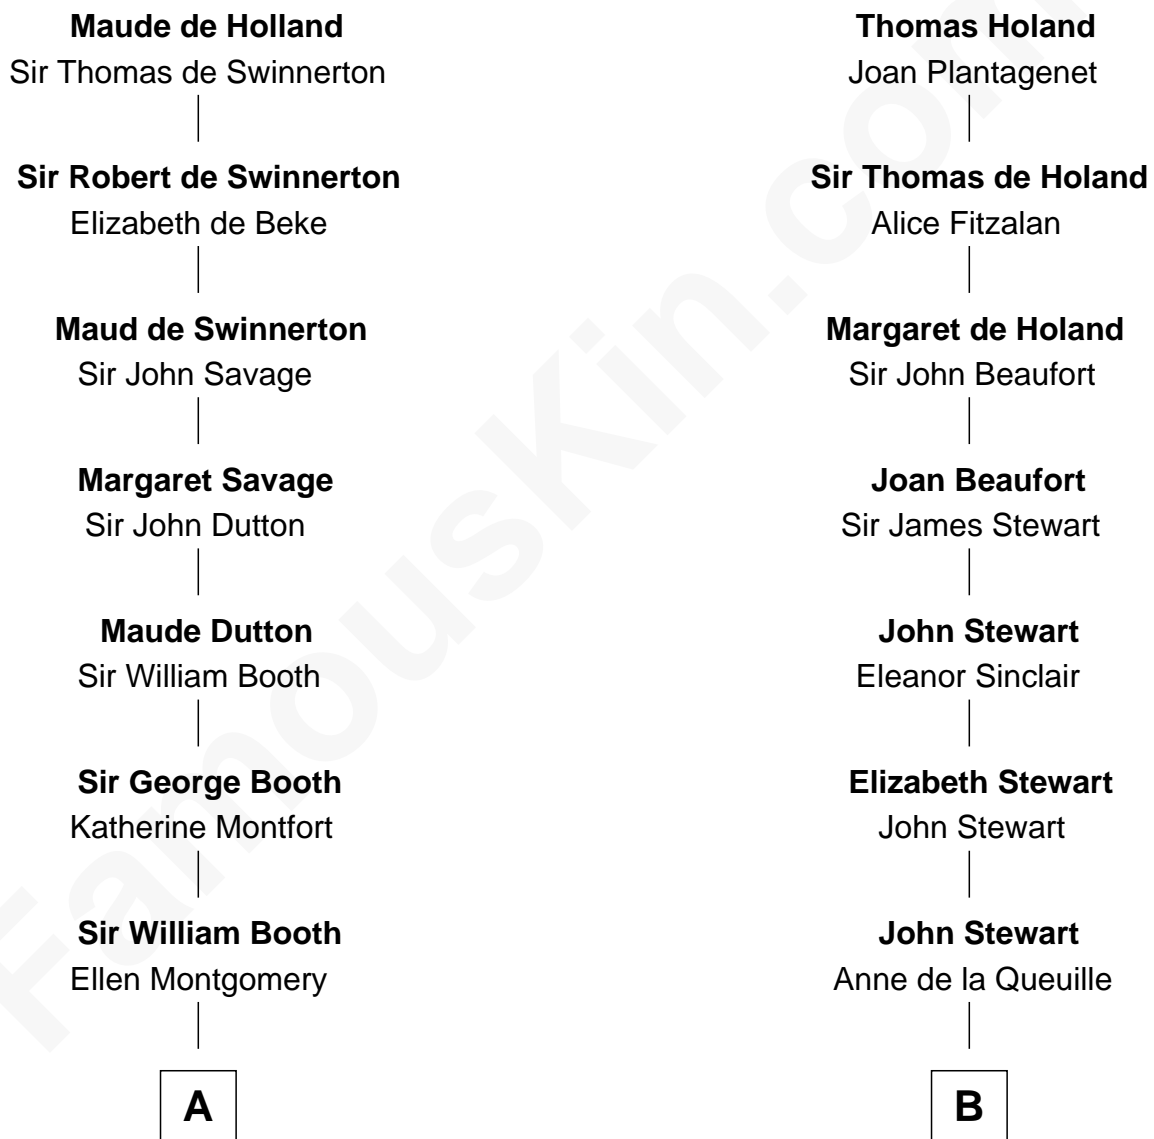 Maude de Holland
Sir Thomas de Swinnerton
Sir Robert de Swinnerton
Elizabeth de Beke
Maud de Swinnerton
Sir John Savage
Margaret Savage
Sir John Dutton
Maude Dutton
Sir William Booth
Sir George Booth
Katherine Montfort
Sir William Booth
Ellen Montgomery
A
Thomas Holand
Joan Plantagenet
Sir Thomas de Holand
Alice Fitzalan
Margaret de Holand
Sir John Beaufort
Joan Beaufort
Sir James Stewart
John Stewart
Eleanor Sinclair
Elizabeth Stewart
John Stewart
John Stewart
Anne de la Queuille
B
FamousKin.com